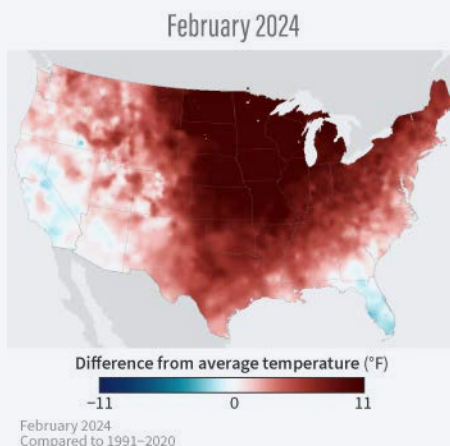 February 2024
Difference from average temperature (°F)
−11 0 11
February 2024
Compared to 1991–2020